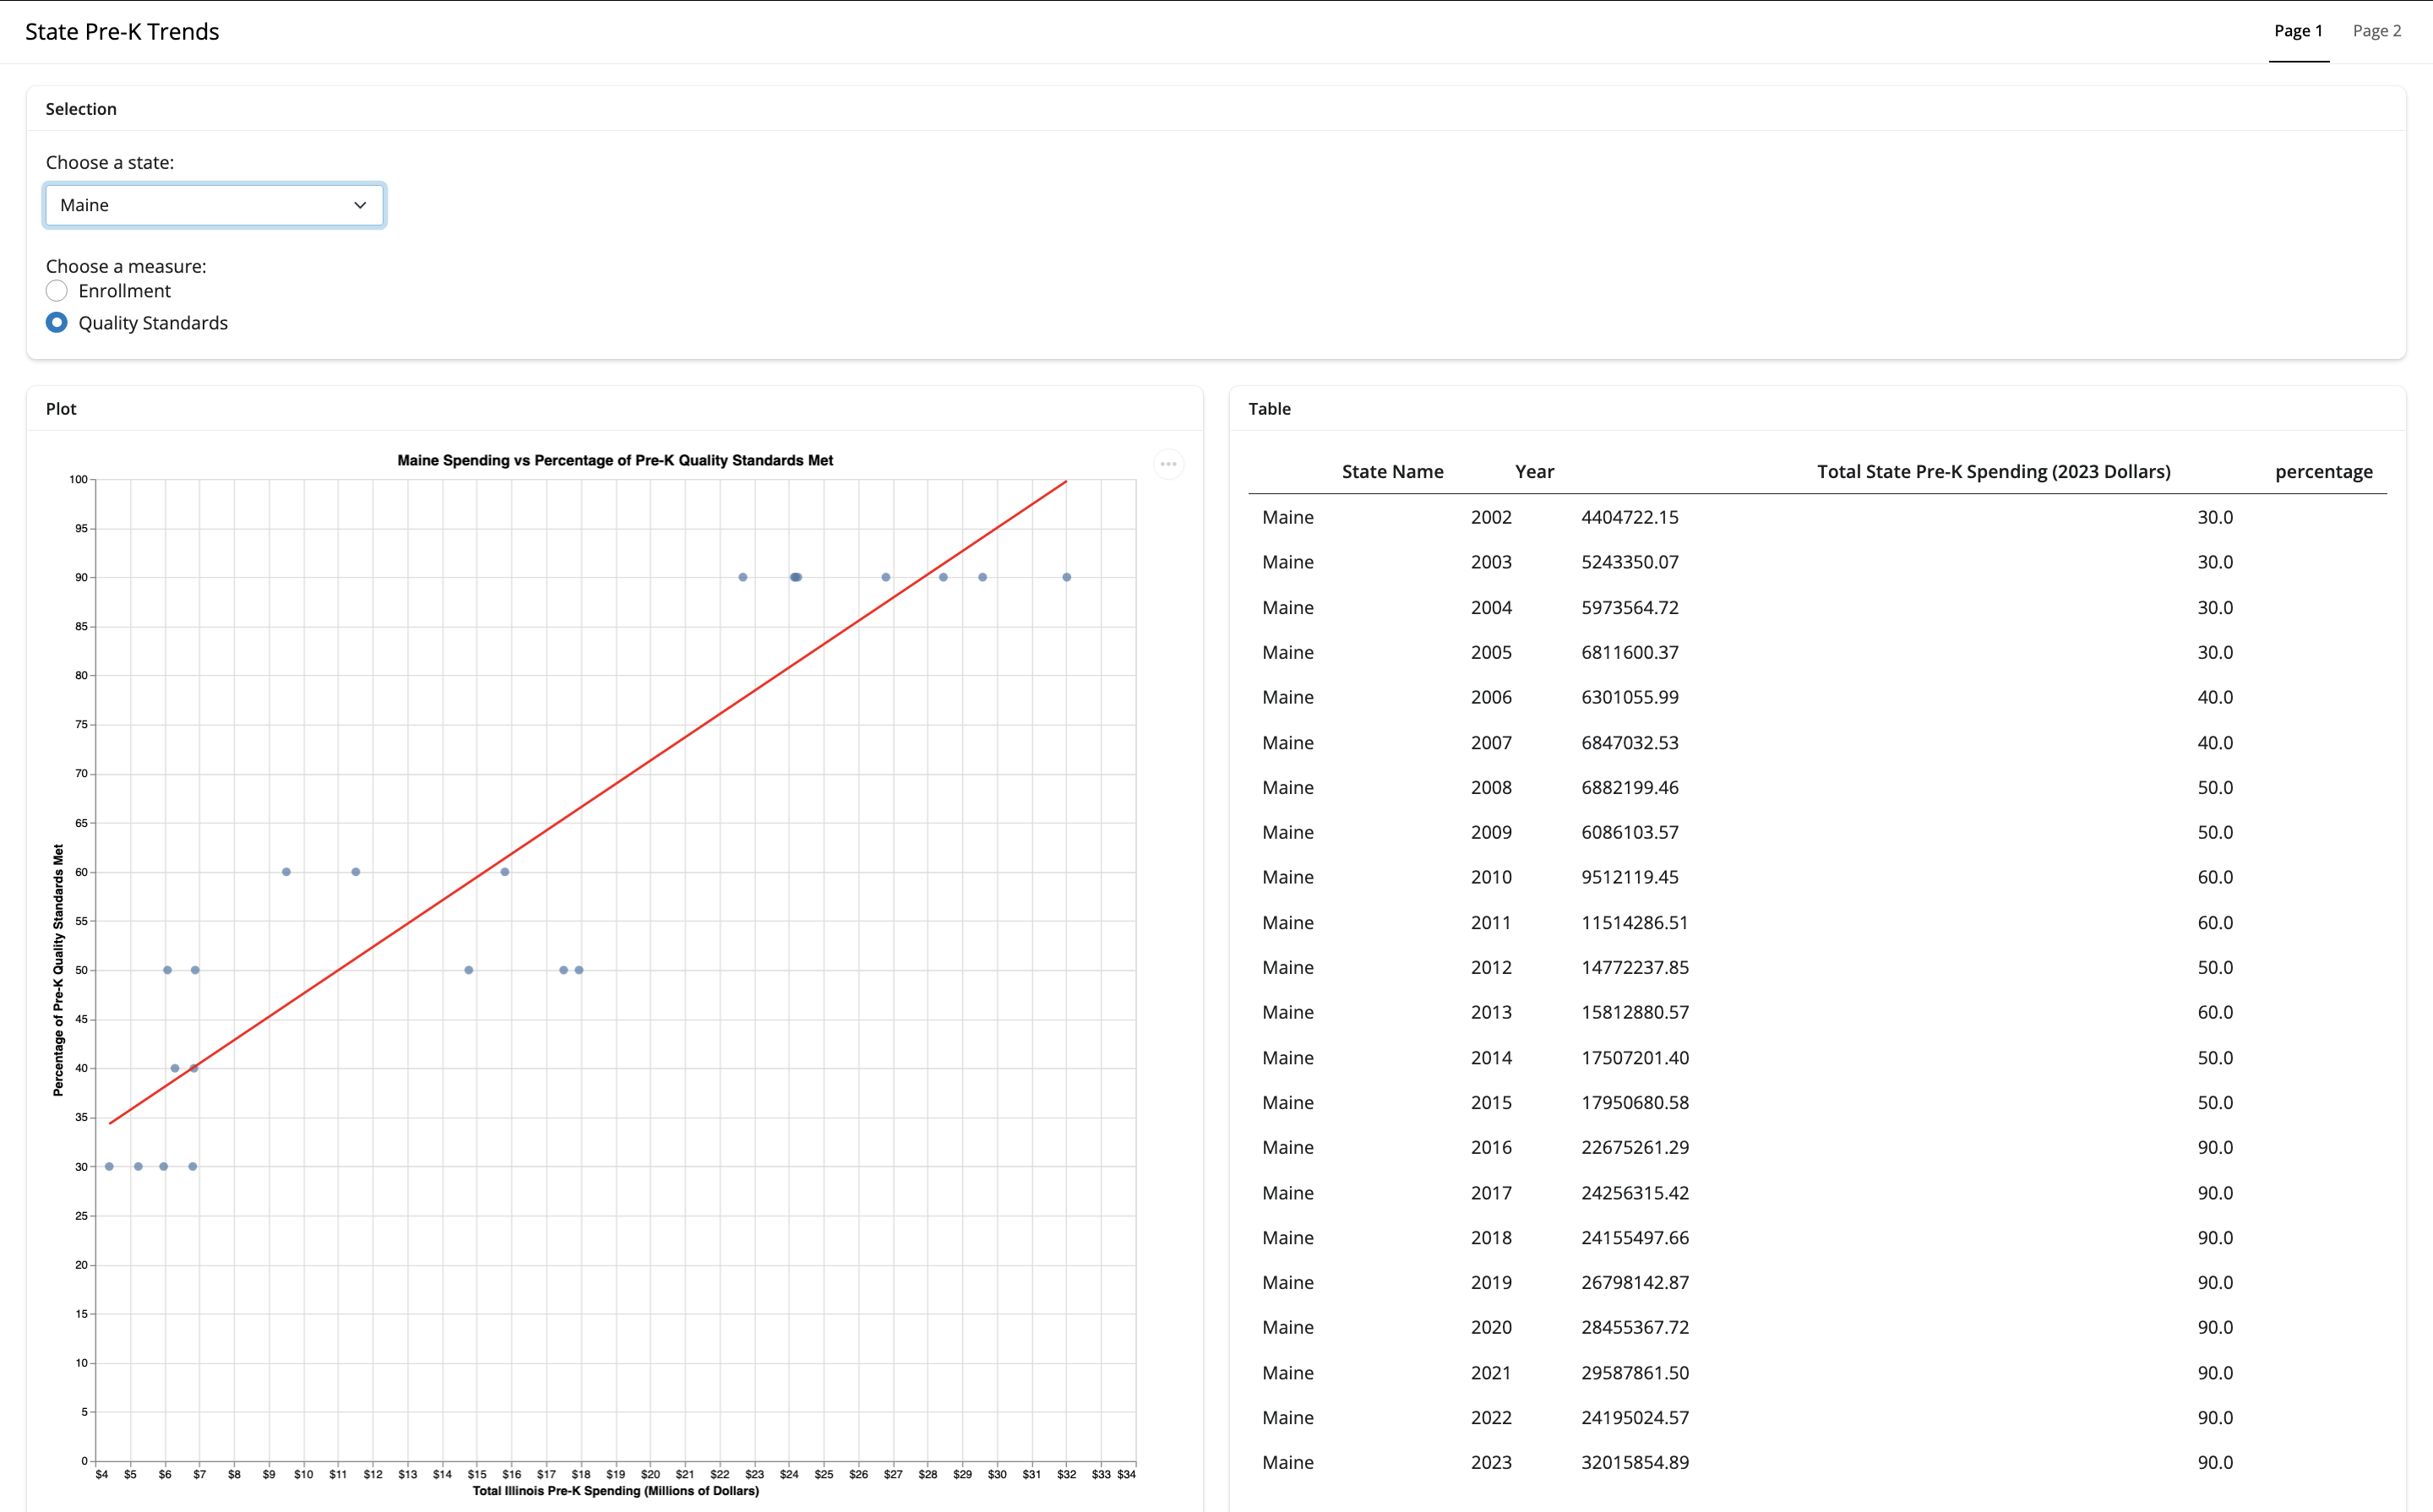 State Pre-K Trends
Page 1 Page 2
Selection
Choose a state:
Maine
Choose a measure:
Enrollment
Quality Standards
Plot
Maine Spending vs Percentage of Pre-K Quality Standards Met
100
95
90
85
80
75
70
65
60
55
50
45
40
35
30
25
20
15
10
5
0
Percentage of Pre-K Quality Standards Met
$4 $5 $6 $7 $8 $9 $10 $11 $12 $13 $14 $15 $16 $17 $18 $19 $20 $21 $22 $23 $24 $25 $26 $27 $28 $29 $30 $31 $32 $33 $34
Total Illinois Pre-K Spending (Millions of Dollars)
Table
State Name Year Total State Pre-K Spending (2023 Dollars) percentage
Maine 2002 4404722.15 30.0
Maine 2003 5243350.07 30.0
Maine 2004 5973564.72 30.0
Maine 2005 6811600.37 30.0
Maine 2006 6301055.99 40.0
Maine 2007 6847032.53 40.0
Maine 2008 6882199.46 50.0
Maine 2009 6086103.57 50.0
Maine 2010 9512119.45 60.0
Maine 2011 11514286.51 60.0
Maine 2012 14772237.85 50.0
Maine 2013 15812880.57 60.0
Maine 2014 17507201.40 50.0
Maine 2015 17950680.58 50.0
Maine 2016 22675261.29 90.0
Maine 2017 24256315.42 90.0
Maine 2018 24155497.66 90.0
Maine 2019 26798142.87 90.0
Maine 2020 28455367.72 90.0
Maine 2021 29587861.50 90.0
Maine 2022 24195024.57 90.0
Maine 2023 32015854.89 90.0